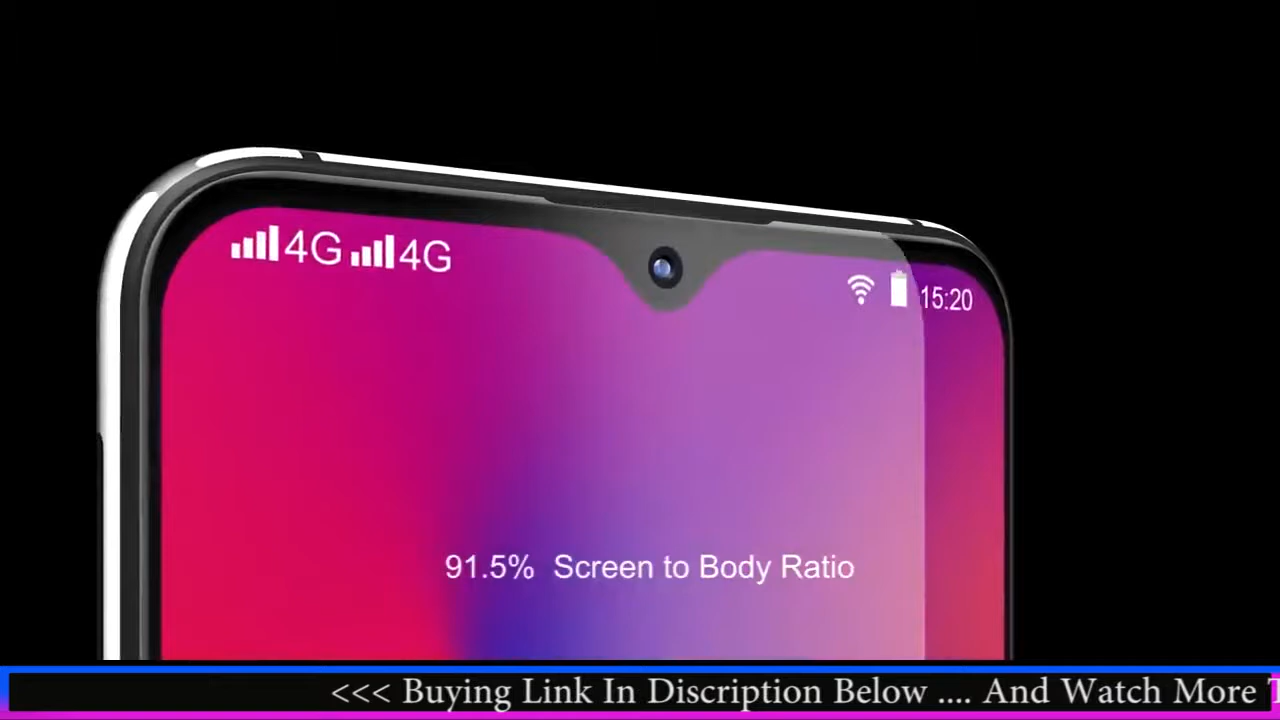 4G 4G
15:20
91.5% Screen to Body Ratio
<<< Buying Link In Discription Below .... And Watch More